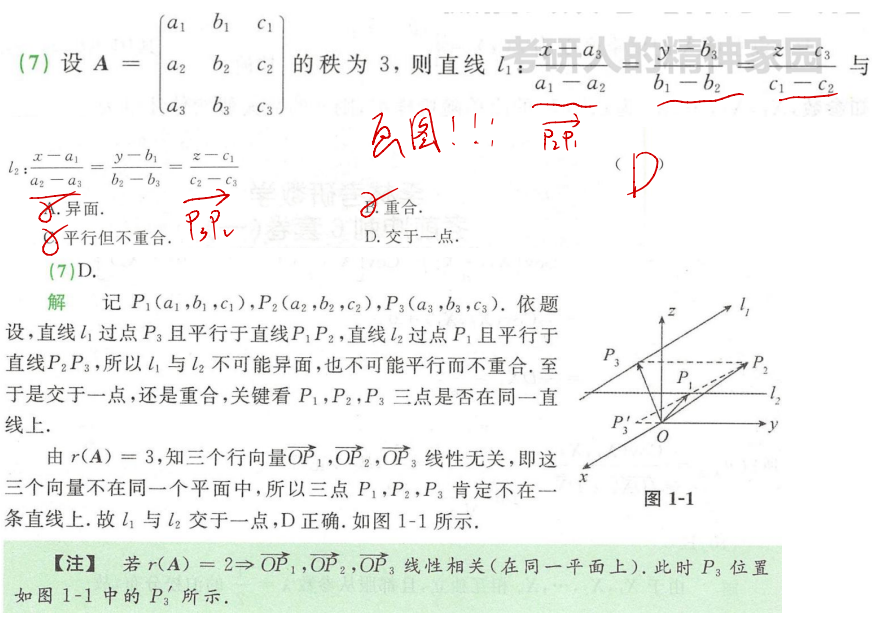 考研人的精神家园
(7) 设 A = ⎛a₁ b₁ c₁⎞
⎜a₂ b₂ c₂⎟ 的秩为 3, 则直线 l₁: (x－a₃)/(a₁－a₂) = (y－b₃)/(b₁－b₂) = (z－c₃)/(c₁－c₂) 与
⎝a₃ b₃ c₃⎠
画图!!! P₂P₁
l₂: (x－a₁)/(a₂－a₃) = (y－b₁)/(b₂－b₃) = (z－c₁)/(c₂－c₃) ( D )
P₃P₂
A. 异面. B. 重合.
C. 平行但不重合. D. 交于一点.
(7)D.
解 记 P₁(a₁,b₁,c₁),P₂(a₂,b₂,c₂),P₃(a₃,b₃,c₃). 依题
设,直线 l₁ 过点 P₃ 且平行于直线P₁P₂,直线 l₂ 过点 P₁ 且平行于
直线P₂P₃,所以 l₁ 与 l₂ 不可能异面,也不可能平行而不重合. 至
于是交于一点,还是重合,关键看 P₁,P₂,P₃ 三点是否在同一直
线上.
由 r(A) = 3,知三个行向量OP₁,OP₂,OP₃ 线性无关,即这
三个向量不在同一个平面中,所以三点 P₁,P₂,P₃ 肯定不在一
条直线上. 故 l₁ 与 l₂ 交于一点,D 正确. 如图 1-1 所示.
z
l₁
P₃
P₂
P₁
l₂
P₃′
O
y
x
图 1-1
【注】 若 r(A) = 2⇒ OP₁,OP₂,OP₃ 线性相关(在同一平面上). 此时 P₃ 位置
如图 1-1 中的 P₃′ 所示.